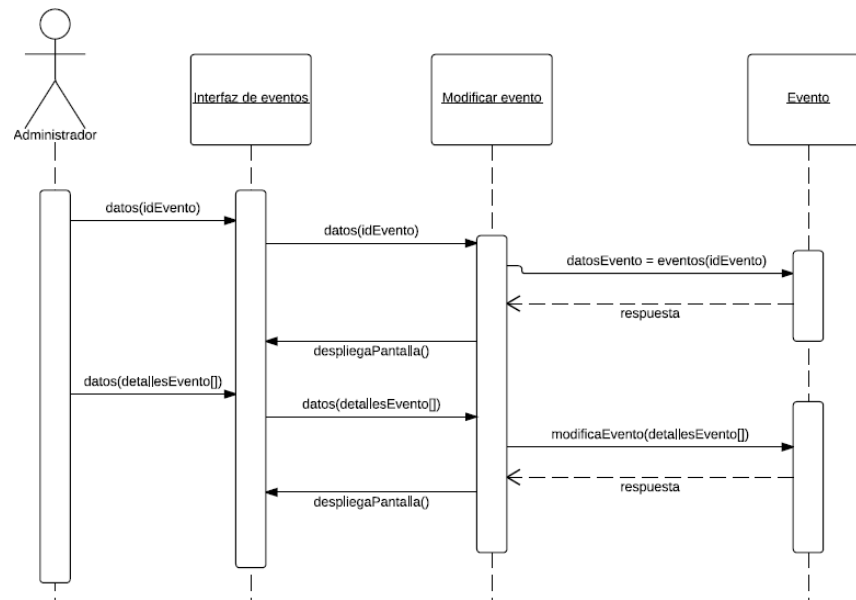 Administrador
Interfaz de eventos
Modificar evento
Evento
datos(idEvento)
datos(idEvento)
datosEvento = eventos(idEvento)
respuesta
despliegaPantalla()
datos(detallesEvento[])
datos(detallesEvento[])
modificaEvento(detallesEvento[])
respuesta
despliegaPantalla()